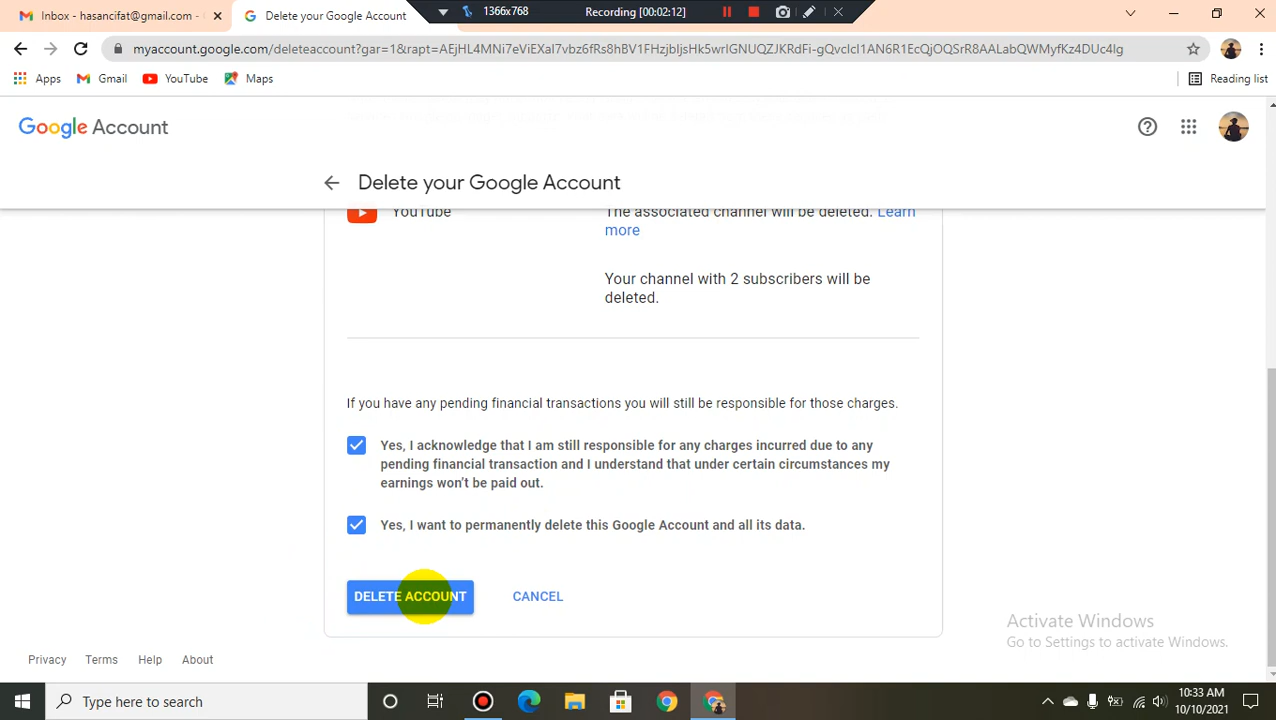 Inbox - hasancifat@gmail.com -
Delete your Google Account
1366x768
Recording [00:02:12]
myaccount.google.com/deleteaccount?gar=1&rapt=AEjHL4MNi7eViEXaI7vbz6fRs8hBV1FHzjbljsHk5wrIGNUQZJKRdFi-gQvcIcI1AN6R1EcQjOQSrR8AALabQWMyfKz4DUc4Ig
Apps
Gmail
YouTube
Maps
Reading list
Google Account
Delete your Google Account
YouTube
The associated channel will be deleted. Learn
more
Your channel with 2 subscribers will be
deleted.
If you have any pending financial transactions you will still be responsible for those charges.
Yes, I acknowledge that I am still responsible for any charges incurred due to any
pending financial transaction and I understand that under certain circumstances my
earnings won't be paid out.
Yes, I want to permanently delete this Google Account and all its data.
DELETE ACCOUNT
CANCEL
Activate Windows
Go to Settings to activate Windows.
Privacy
Terms
Help
About
Type here to search
10:33 AM
10/10/2021